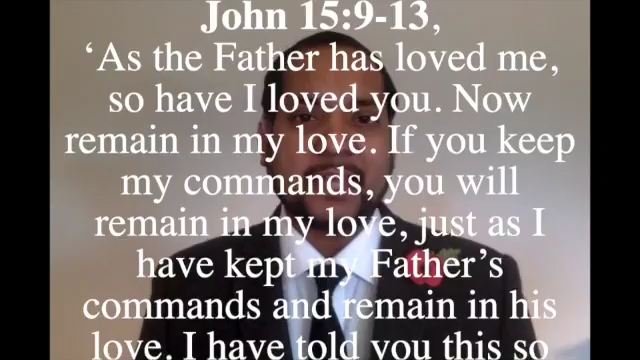 John 15:9-13,
‘As the Father has loved me,
so have I loved you. Now
remain in my love. If you keep
my commands, you will
remain in my love, just as I
have kept my Father’s
commands and remain in his
love. I have told you this so